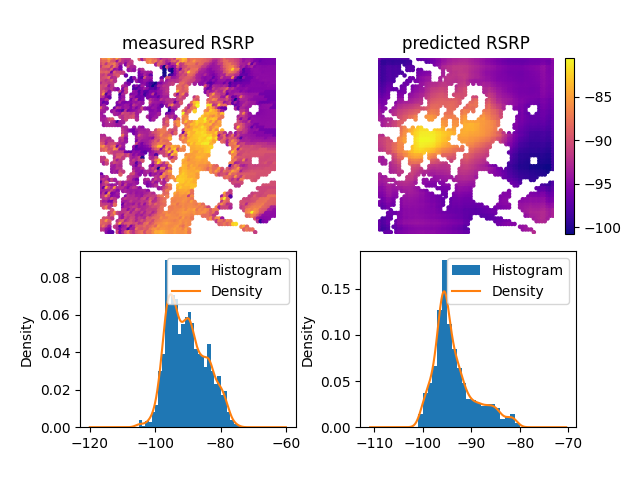 measured RSRP
predicted RSRP
−85
−90
−95
−100
Density
0.00
0.02
0.04
0.06
0.08
−120
−100
−80
−60
Histogram
Density
Density
0.00
0.05
0.10
0.15
−110
−100
−90
−80
−70
Histogram
Density